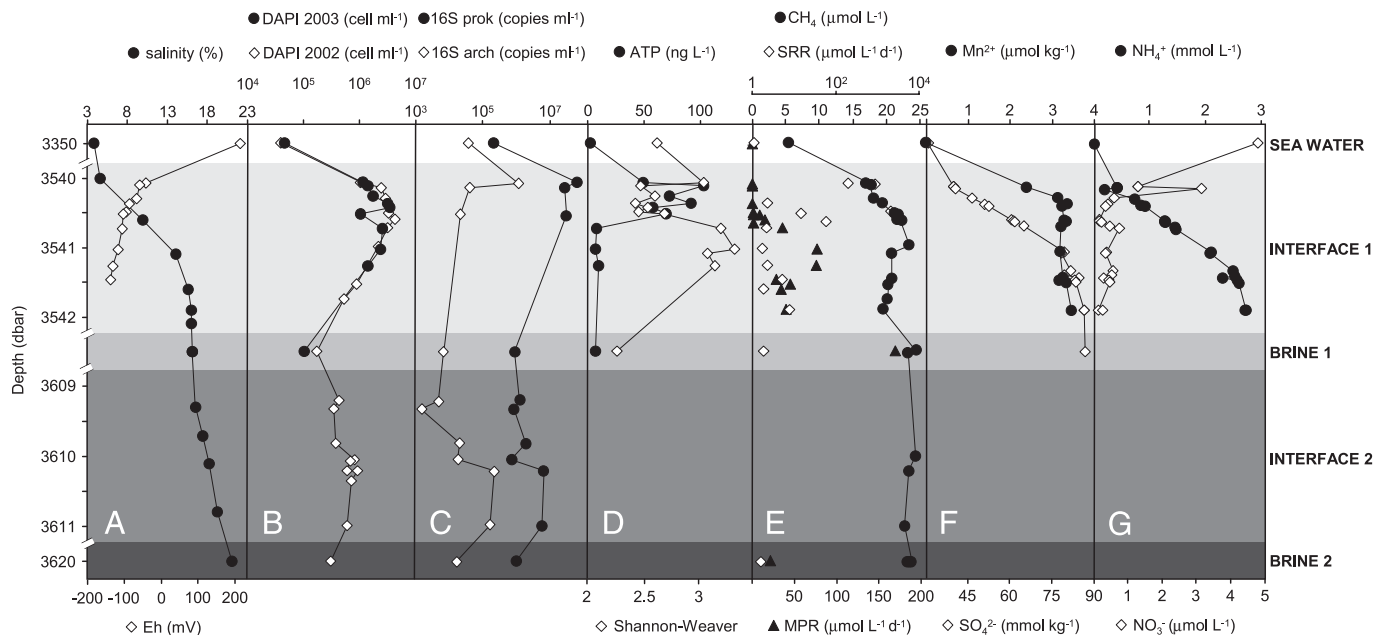 ● DAPI 2003 (cell ml⁻¹) ● 16S prok (copies ml⁻¹) ● CH₄ (μmol L⁻¹)
● salinity (%) ◇ DAPI 2002 (cell ml⁻¹) ◇ 16S arch (copies ml⁻¹) ● ATP (ng L⁻¹) ◇ SRR (μmol L⁻¹ d⁻¹) ● Mn²⁺ (μmol kg⁻¹) ● NH₄⁺ (mmol L⁻¹)
10⁴ 10⁵ 10⁶ 10⁷ 1 10² 10⁴
3 8 13 18 23 10³ 10⁵ 10⁷ 0 50 100 0 5 10 15 20 25 1 2 3 4 1 2 3
3350 SEA WATER
3540
3541 INTERFACE 1
3542
BRINE 1
3609
3610 INTERFACE 2
3611
3620 BRINE 2
Depth (dbar)
A B C D E F G
-200 -100 0 100 200 2 2.5 3 50 100 150 200 45 60 75 90 1 2 3 4 5
◇ Eh (mV) ◇ Shannon-Weaver ▲ MPR (μmol L⁻¹ d⁻¹) ◇ SO₄²⁻ (mmol kg⁻¹) ◇ NO₃⁻ (μmol L⁻¹)